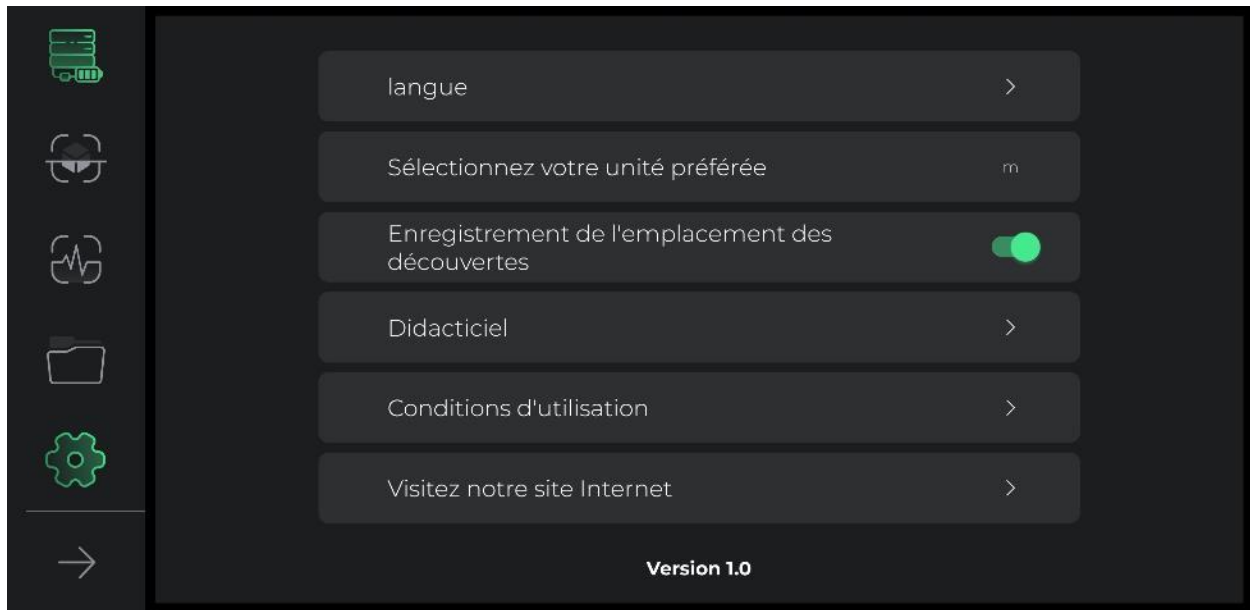 langue
Sélectionnez votre unité préférée
m
Enregistrement de l'emplacement des
découvertes
Didacticiel
Conditions d'utilisation
Visitez notre site Internet
Version 1.0